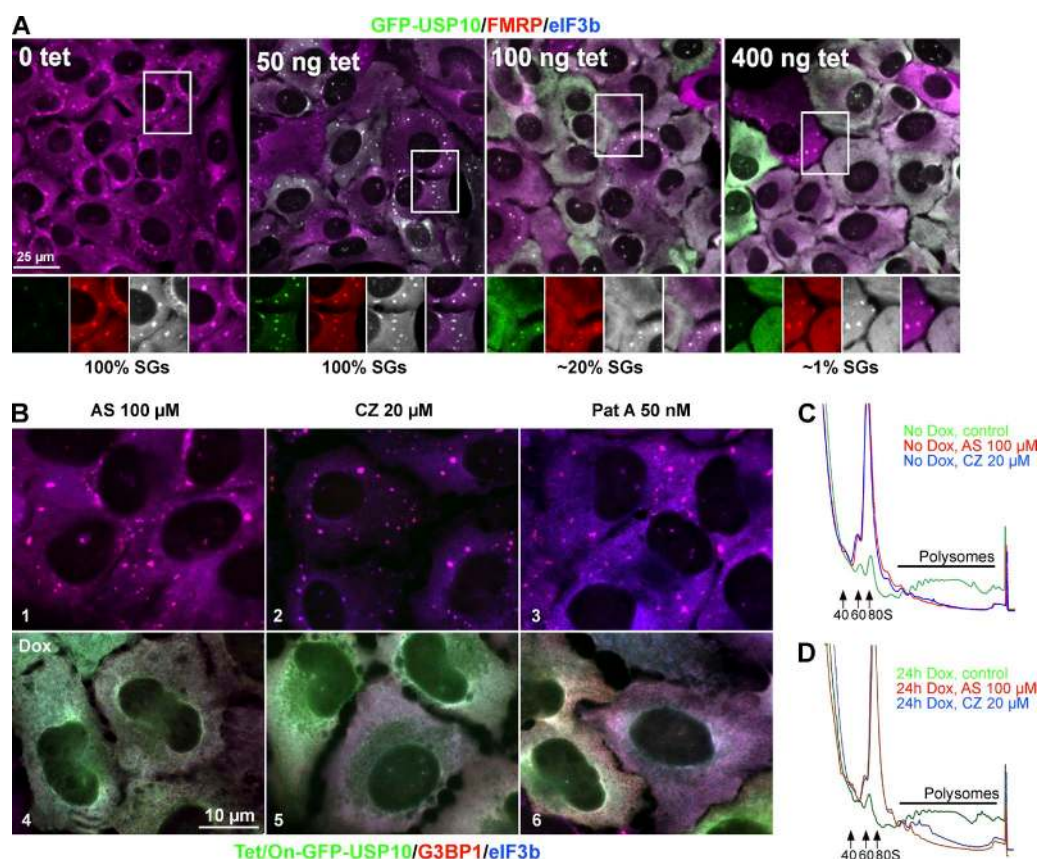 A
GFP-USP10/FMRP/eIF3b
0 tet
50 ng tet
100 ng tet
400 ng tet
25 µm
100% SGs
100% SGs
~20% SGs
~1% SGs
B
AS 100 µM
CZ 20 µM
Pat A 50 nM
1
2
3
Dox
4
10 µm
5
6
Tet/On-GFP-USP10/G3BP1/eIF3b
C
No Dox, control
No Dox, AS 100 µM
No Dox, CZ 20 µM
Polysomes
40 60 80S
D
24h Dox, control
24h Dox, AS 100 µM
24h Dox, CZ 20 µM
Polysomes
40 60 80S